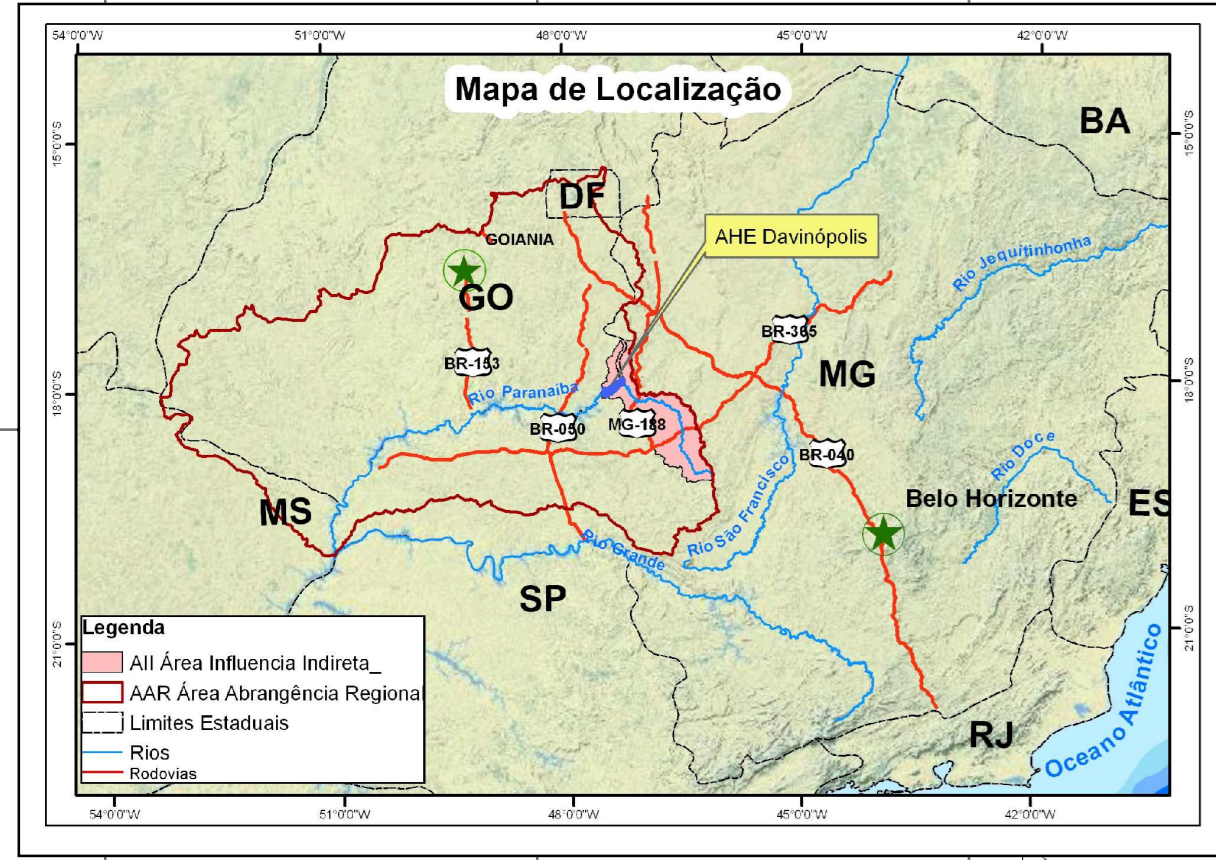 54°0'0"W
51°0'0"W
48°0'0"W
45°0'0"W
42°0'0"W
Mapa de Localização
BA
15°0'0"S
15°0'0"S
DF
GOIANIA
AHE Davinópolis
Rio Jequitinhonha
GO
BR-365
BR-153
MG
18°0'0"S
18°0'0"S
Rio Paranaíba
BR-050
MG-188
BR-040
Rio Doce
Belo Horizonte
ES
MS
Rio São Francisco
Rio Grande
SP
Legenda
AII Área Influencia Indireta_
AAR Área Abrangência Regional
Limites Estaduais
Rios
Rodovias
21°0'0"S
21°0'0"S
RJ
Oceano Atlântico
54°0'0"W
51°0'0"W
48°0'0"W
45°0'0"W
42°0'0"W